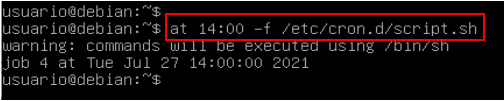 usuario@debian:~$
usuario@debian:~$ at 14:00 -f /etc/cron.d/script.sh
warning: commands will be executed using /bin/sh
job 4 at Tue Jul 27 14:00:00 2021
usuario@debian:~$